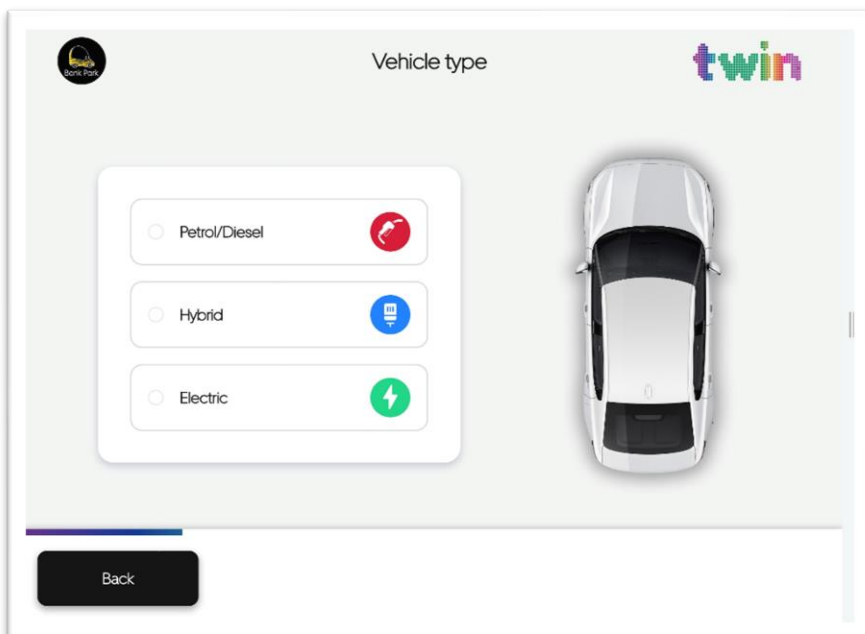 Bank Park
Vehicle type
twin
Petrol/Diesel
Hybrid
Electric
Back